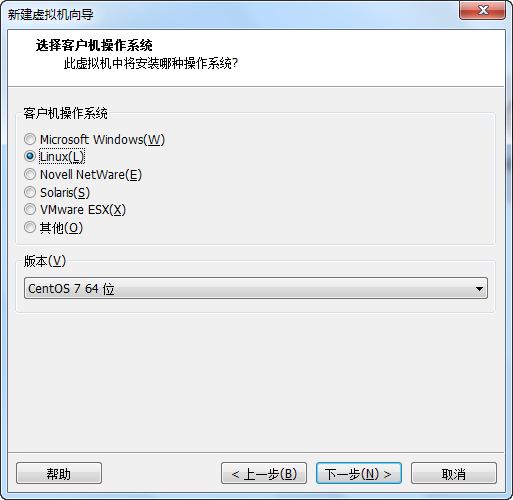 新建虚拟机向导
选择客户机操作系统
此虚拟机中将安装哪种操作系统?
客户机操作系统
Microsoft Windows(W)
Linux(L)
Novell NetWare(E)
Solaris(S)
VMware ESX(X)
其他(O)
版本(V)
CentOS 7 64 位
帮助
< 上一步(B)
下一步(N) >
取消